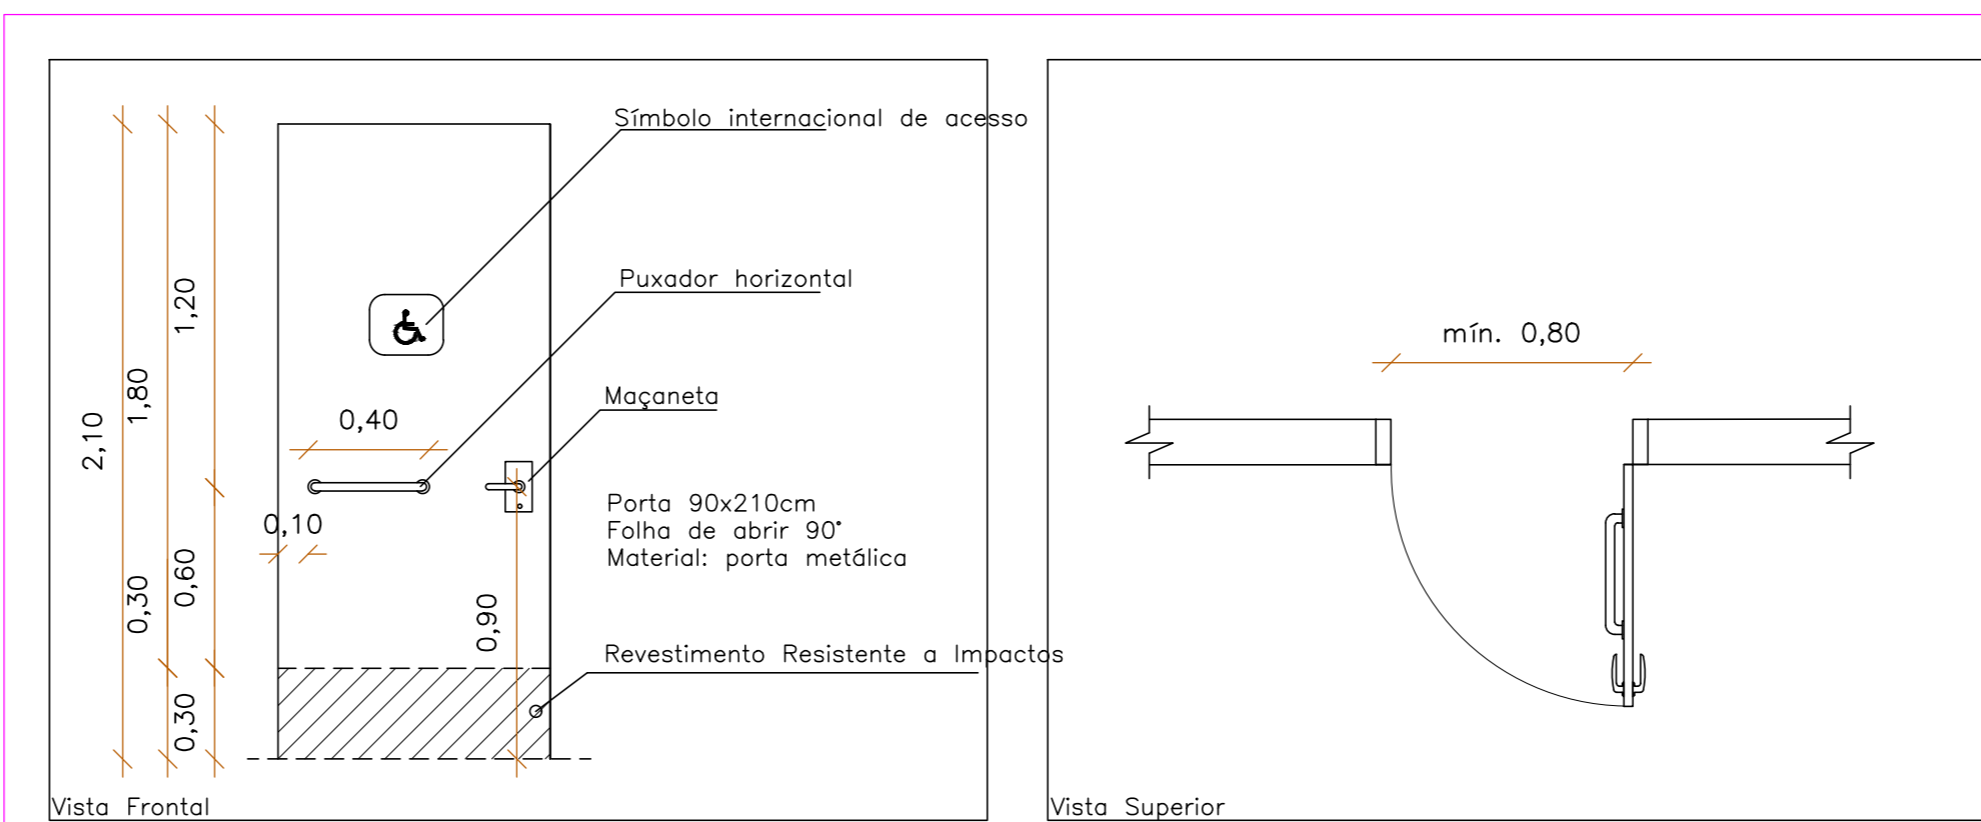 Símbolo internacional de acesso
Puxador horizontal
1,20
1,80
2,10
0,40
Maçaneta
0,10
Porta 90x210cm
Folha de abrir 90°
Material: porta metálica
0,60
0,30
0,90
Revestimento Resistente a Impactos
0,30
Vista Frontal
mín. 0,80
Vista Superior